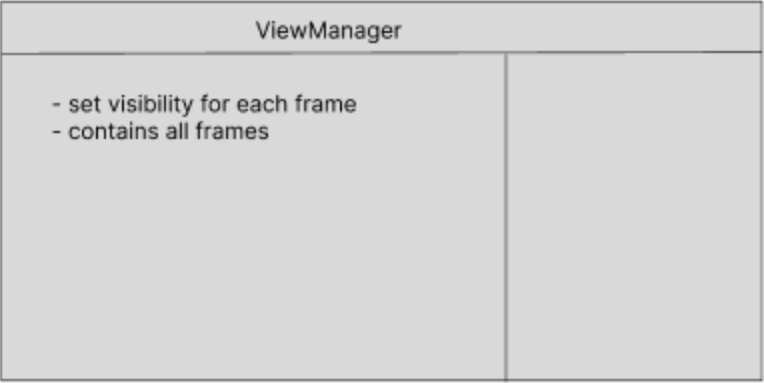 ViewManager
- set visibility for each frame
- contains all frames